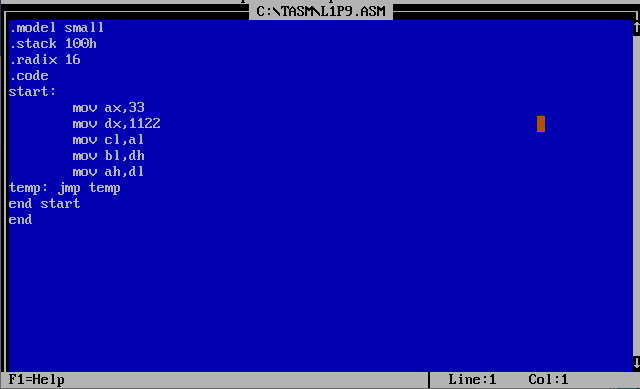 C:\TASM\L1P9.ASM
.model small
.stack 100h
.radix 16
.code
start:
mov ax,33
mov dx,1122
mov cl,al
mov bl,dh
mov ah,dl
temp: jmp temp
end start
end
F1=Help Line:1 Col:1